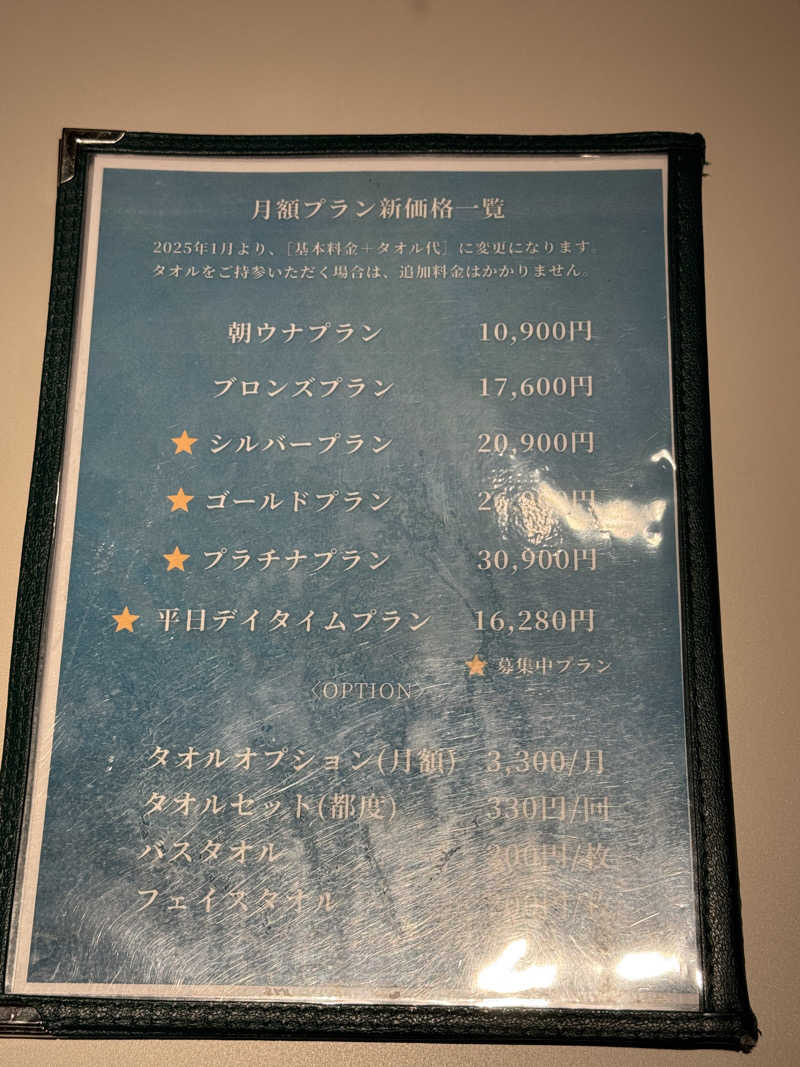 月額プラン新価格一覧
2025年1月より、[基本料金＋タオル代] に変更になります。
タオルをご持参いただく場合は、追加料金はかかりません。
朝ウナプラン 10,900円
ブロンズプラン 17,600円
★ シルバープラン 20,900円
★ ゴールドプラン
★ プラチナプラン 30,900円
★ 平日デイタイムプラン 16,280円
★ 募集中プラン
〈OPTION〉
タオルオプション(月額) 3,300/月
タオルセット(都度) 330円/回
バスタオル 200円/枚
フェイスタオル